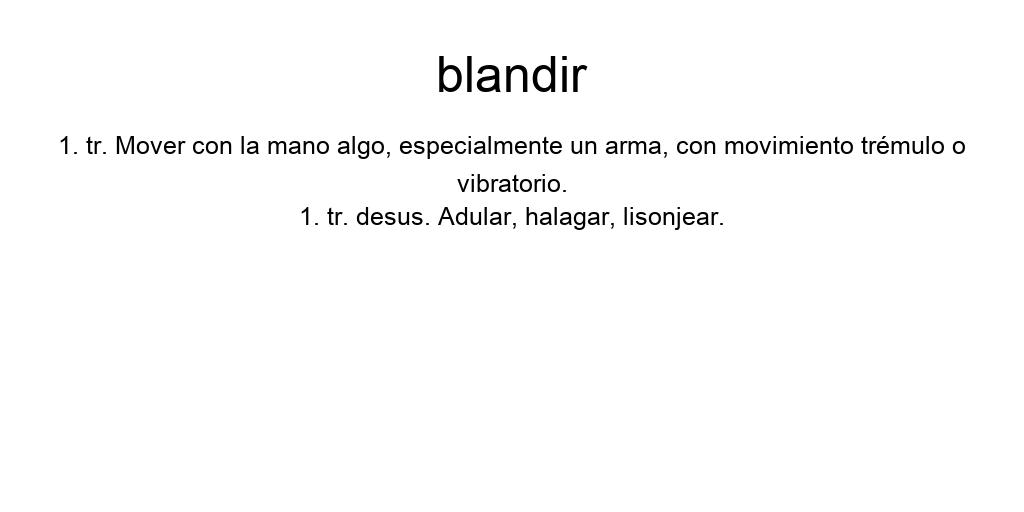 blandir
1. tr. Mover con la mano algo, especialmente un arma, con movimiento trémulo o
vibratorio.
1. tr. desus. Adular, halagar, lisonjear.